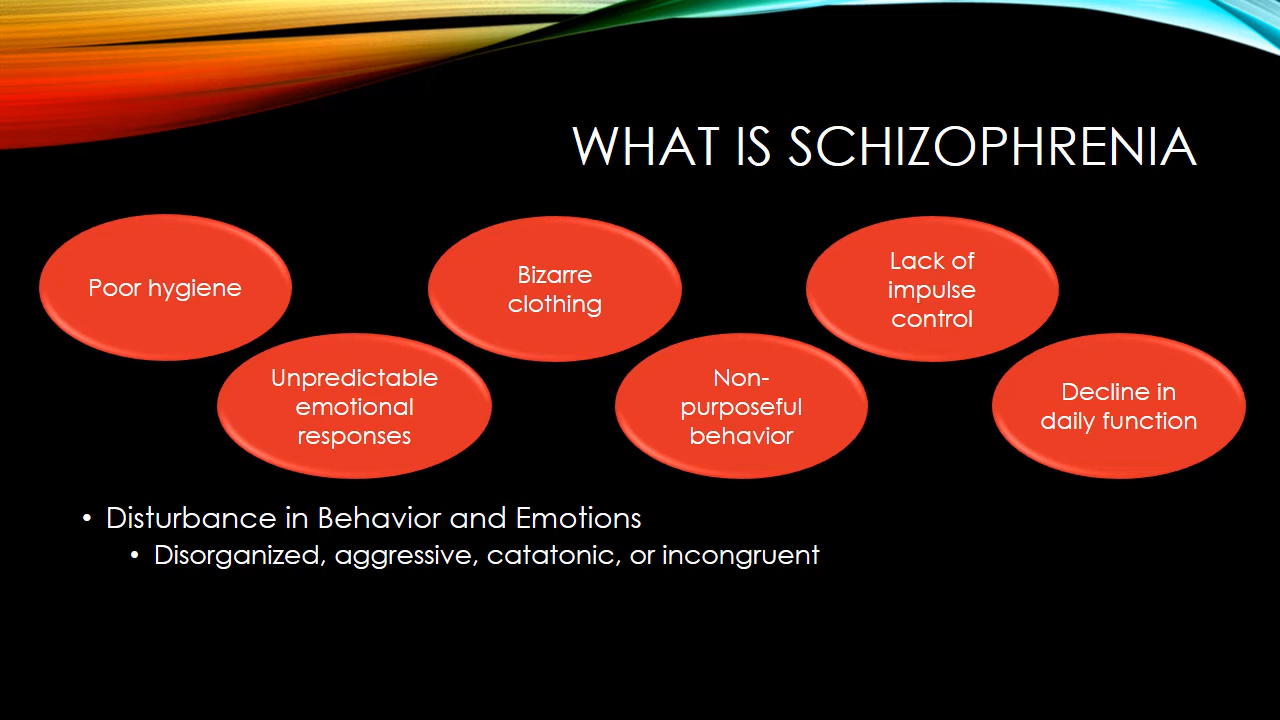 WHAT IS SCHIZOPHRENIA
Poor hygiene
Bizarre
clothing
Lack of
impulse
control
Unpredictable
emotional
responses
Non-
purposeful
behavior
Decline in
daily function
• Disturbance in Behavior and Emotions
• Disorganized, aggressive, catatonic, or incongruent